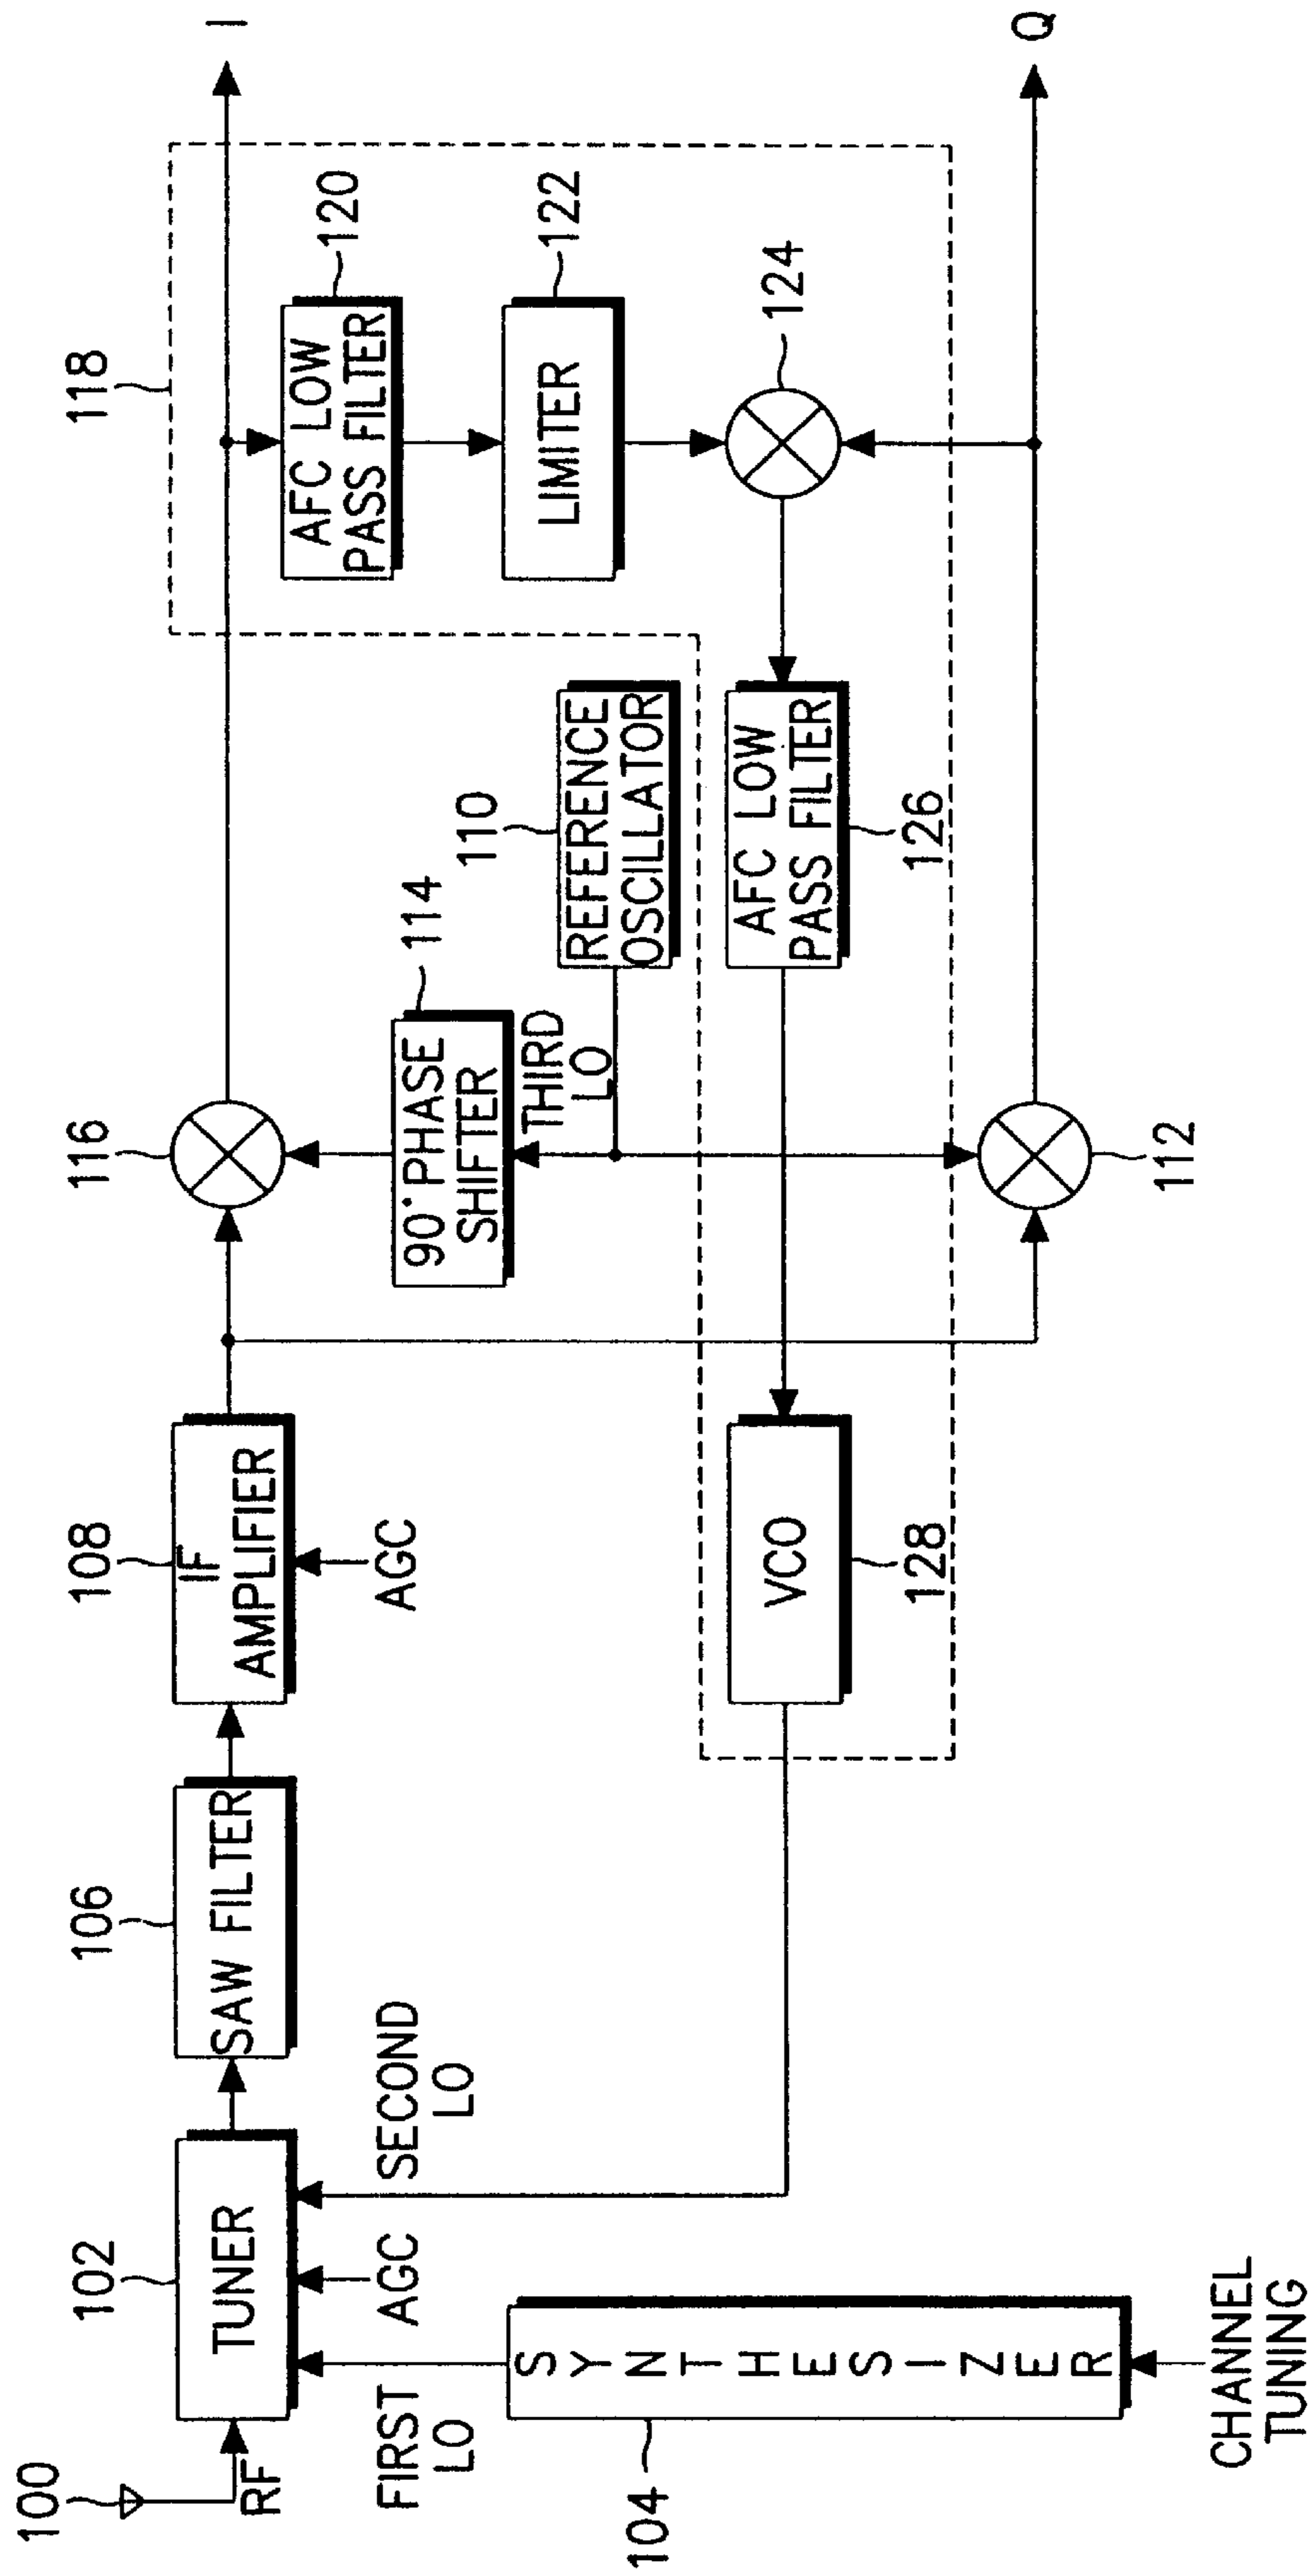 100
RF
102
TUNER
FIRST
LO
AGC
SECOND
LO
104
SYNTHESIZER
CHANNEL
TUNING
106
SAW FILTER
108
IF
AMPLIFIER
AGC
116
114
90° PHASE
SHIFTER
THIRD
LO
110
REFERENCE
OSCILLATOR
112
118
AFC LOW
PASS FILTER
120
LIMITER
122
124
AFC LOW
PASS FILTER
126
VCO
128
I
Q